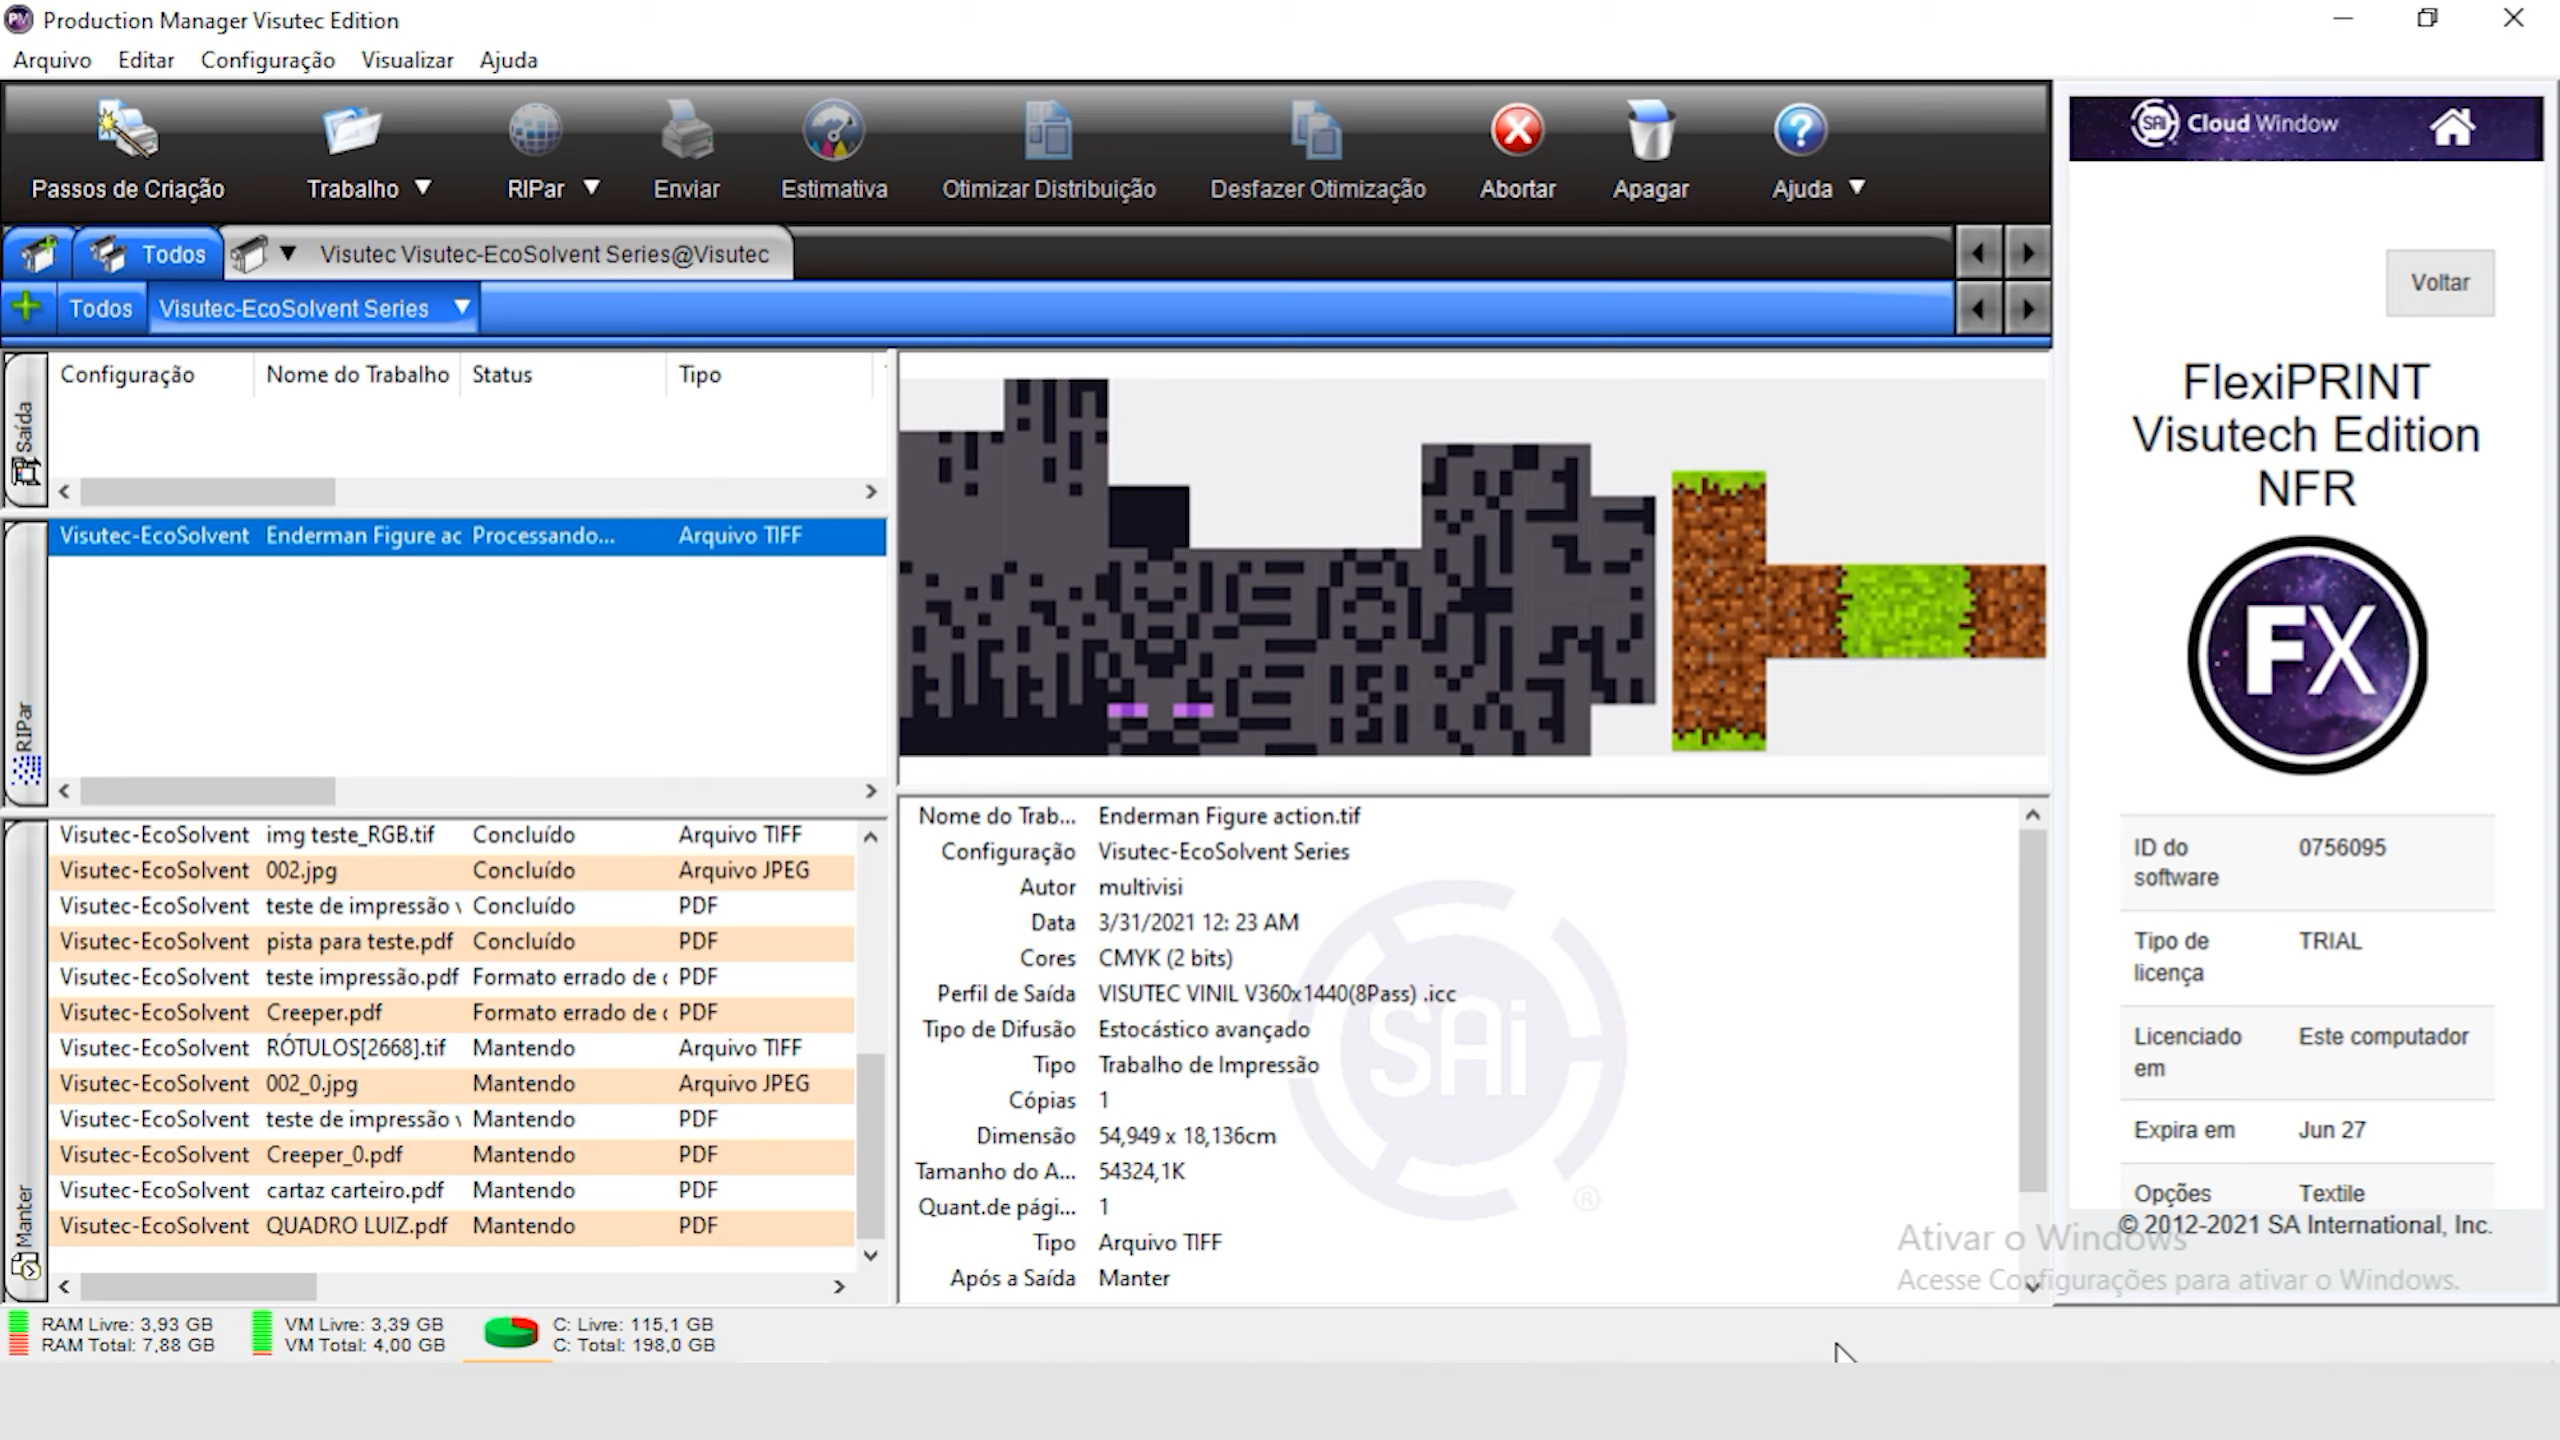 Production Manager Visutec Edition
Arquivo Editar Configuração Visualizar Ajuda
Passos de Criação Trabalho RIPar Enviar Estimativa Otimizar Distribuição Desfazer Otimização Abortar Apagar Ajuda
Todos Visutec Visutec-EcoSolvent Series@Visutec
Todos Visutec-EcoSolvent Series
Saída
Configuração Nome do Trabalho Status Tipo
RIPar
Visutec-EcoSolvent Enderman Figure ac Processando... Arquivo TIFF
Manter
Visutec-EcoSolvent img teste_RGB.tif Concluído Arquivo TIFF
Visutec-EcoSolvent 002.jpg Concluído Arquivo JPEG
Visutec-EcoSolvent teste de impressão Concluído PDF
Visutec-EcoSolvent pista para teste.pdf Concluído PDF
Visutec-EcoSolvent teste impressão.pdf Formato errado de PDF
Visutec-EcoSolvent Creeper.pdf Formato errado de PDF
Visutec-EcoSolvent RÓTULOS[2668].tif Mantendo Arquivo TIFF
Visutec-EcoSolvent 002_0.jpg Mantendo Arquivo JPEG
Visutec-EcoSolvent teste de impressão Mantendo PDF
Visutec-EcoSolvent Creeper_0.pdf Mantendo PDF
Visutec-EcoSolvent cartaz carteiro.pdf Mantendo PDF
Visutec-EcoSolvent QUADRO LUIZ.pdf Mantendo PDF
Nome do Trab... Enderman Figure action.tif
Configuração Visutec-EcoSolvent Series
Autor multivisi
Data 3/31/2021 12: 23 AM
Cores CMYK (2 bits)
Perfil de Saída VISUTEC VINIL V360x1440(8Pass) .icc
Tipo de Difusão Estocástico avançado
Tipo Trabalho de Impressão
Cópias 1
Dimensão 54,949 x 18,136cm
Tamanho do A... 54324,1K
Quant.de pági... 1
Tipo Arquivo TIFF
Após a Saída Manter
SAi ®
SAi Cloud Window
Voltar
FlexiPRINT
Visutech Edition
NFR
FX
ID do software 0756095
Tipo de licença TRIAL
Licenciado em Este computador
Expira em Jun 27
Opções Textile
© 2012-2021 SA International, Inc.
Ativar o Windows
Acesse Configurações para ativar o Windows.
RAM Livre: 3,93 GB VM Livre: 3,39 GB C: Livre: 115,1 GB
RAM Total: 7,88 GB VM Total: 4,00 GB C: Total: 198,0 GB